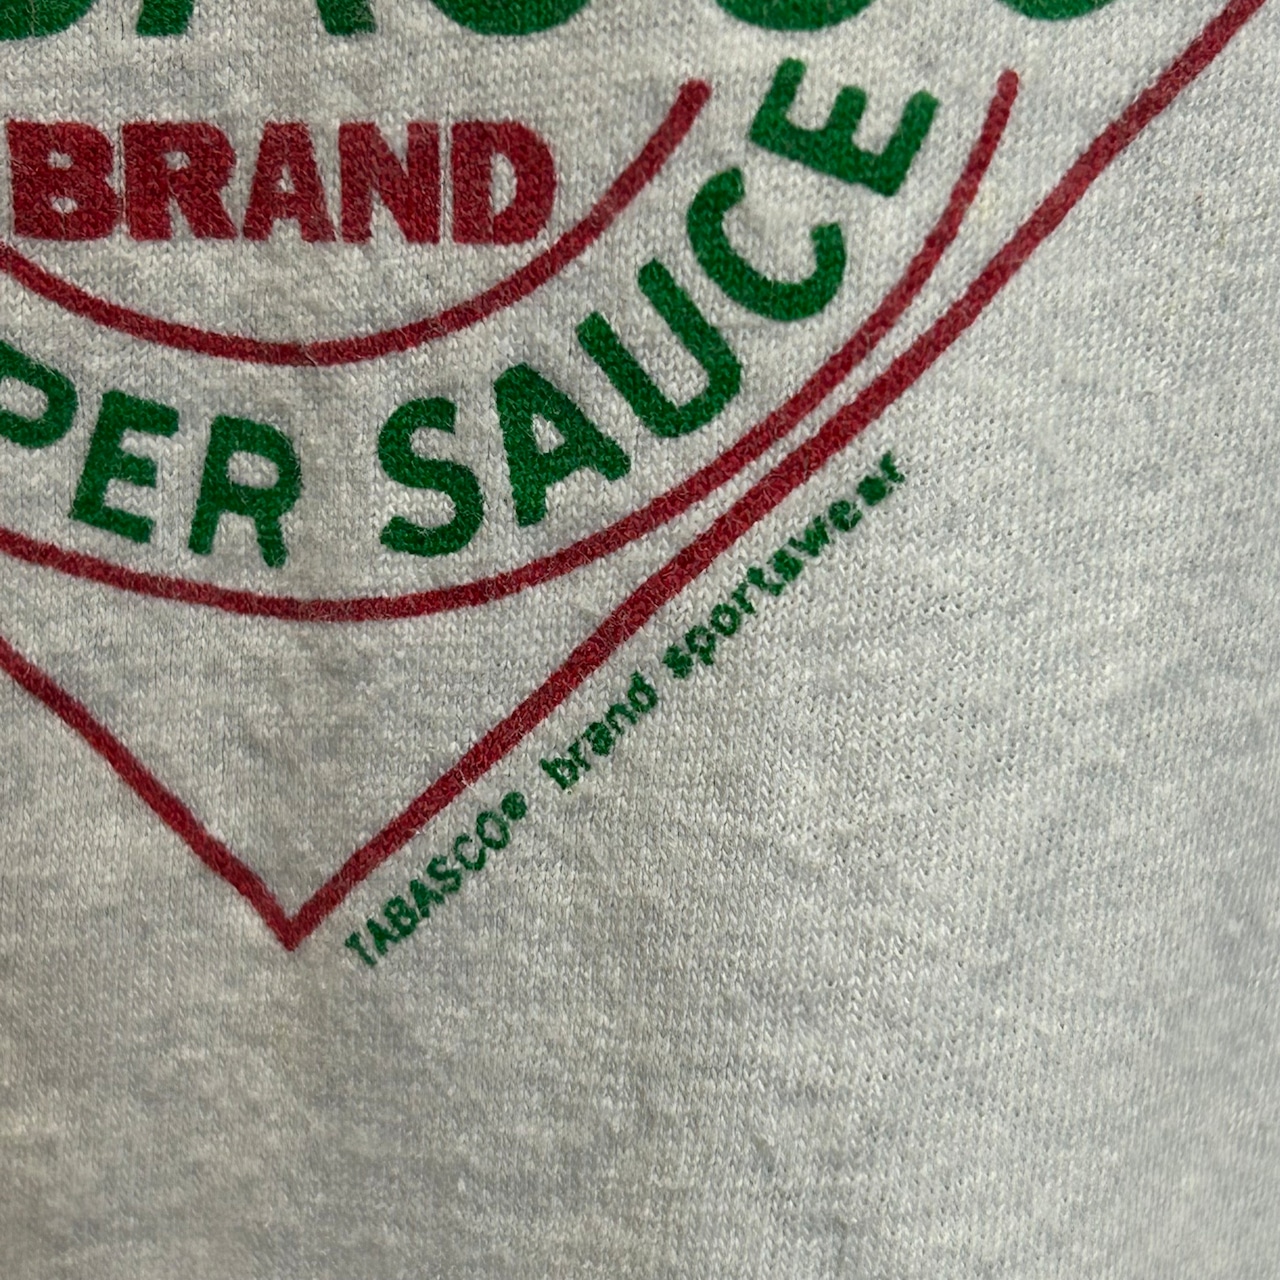 BRAND
PER SAUCE
TABASCO® brand sportswear